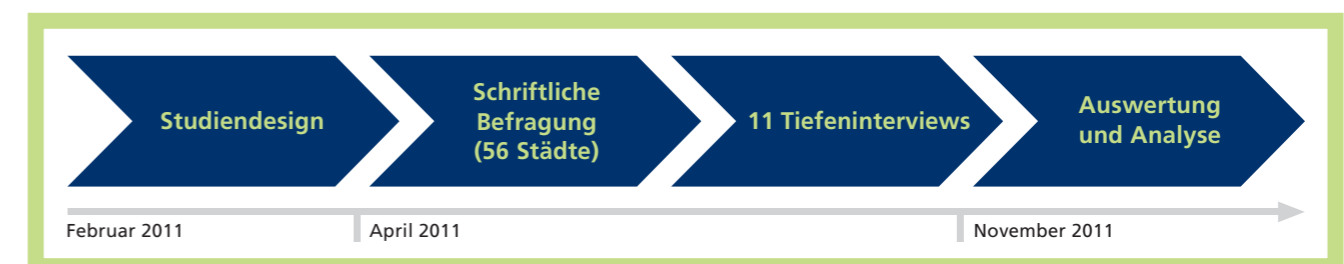 Studiendesign
Schriftliche
Befragung
(56 Städte)
11 Tiefeninterviews
Auswertung
und Analyse
Februar 2011
April 2011
November 2011